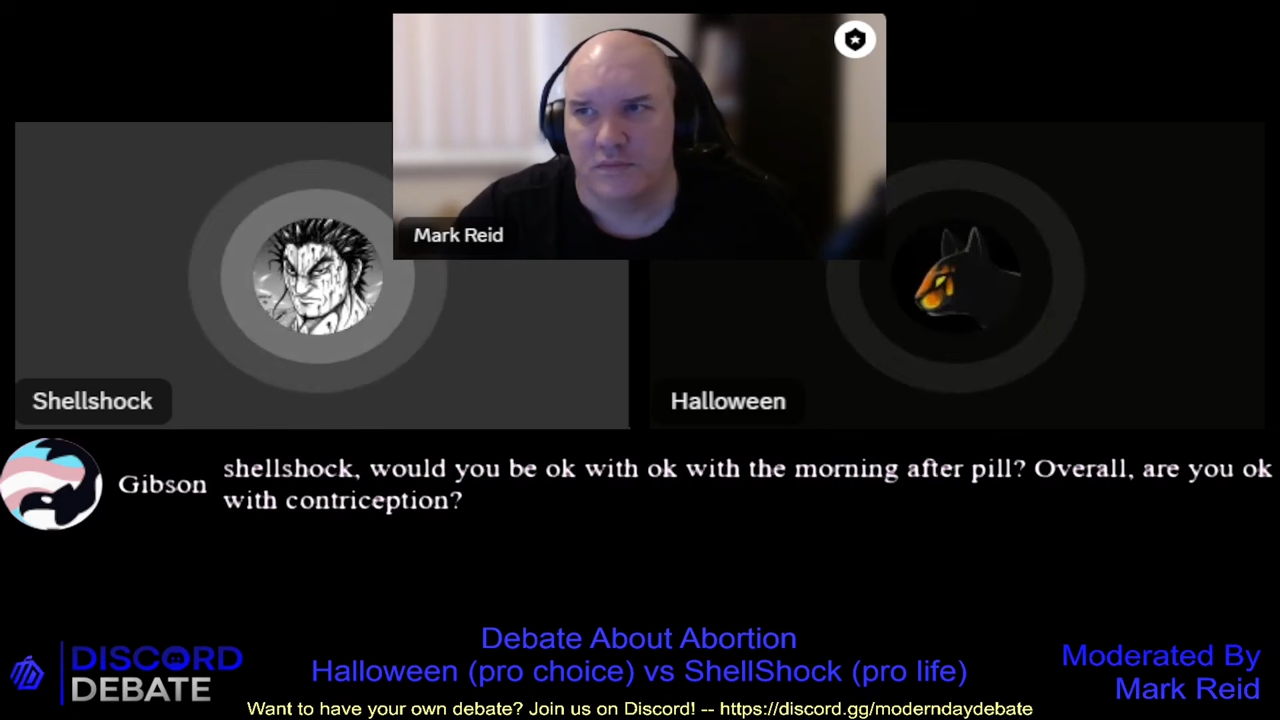 Mark Reid
Shellshock
Halloween
Gibson
shellshock, would you be ok with ok with the morning after pill? Overall, are you ok
with contriception?
DISCORD
DEBATE
Debate About Abortion
Halloween (pro choice) vs ShellShock (pro life)
Moderated By
Mark Reid
Want to have your own debate? Join us on Discord! -- https://discord.gg/moderndaydebate